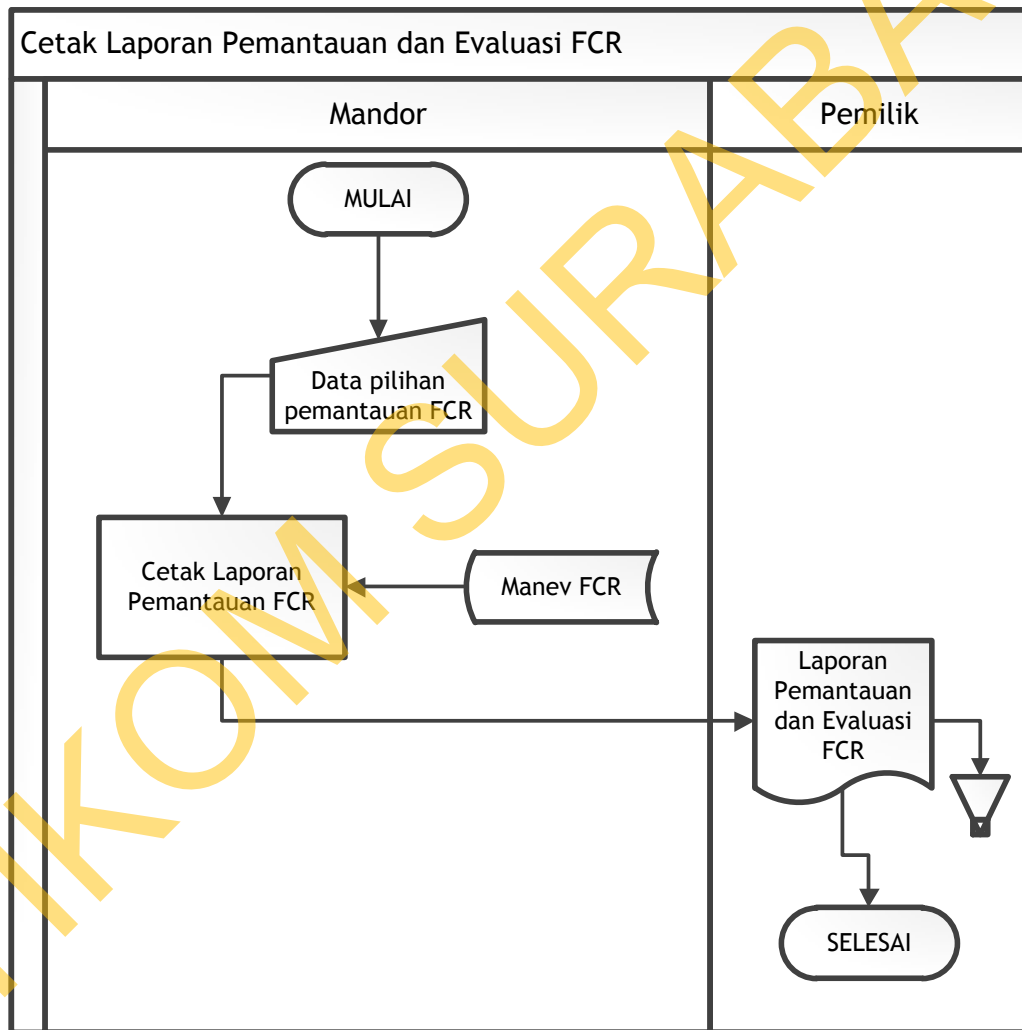 Cetak Laporan Pemantauan dan Evaluasi FCR
Mandor
Pemilik
MULAI
Data pilihan
pemantauan FCR
Cetak Laporan
Pemantauan FCR
Manev FCR
Laporan
Pemantauan
dan Evaluasi
FCR
SELESAI
IKOM SURABA